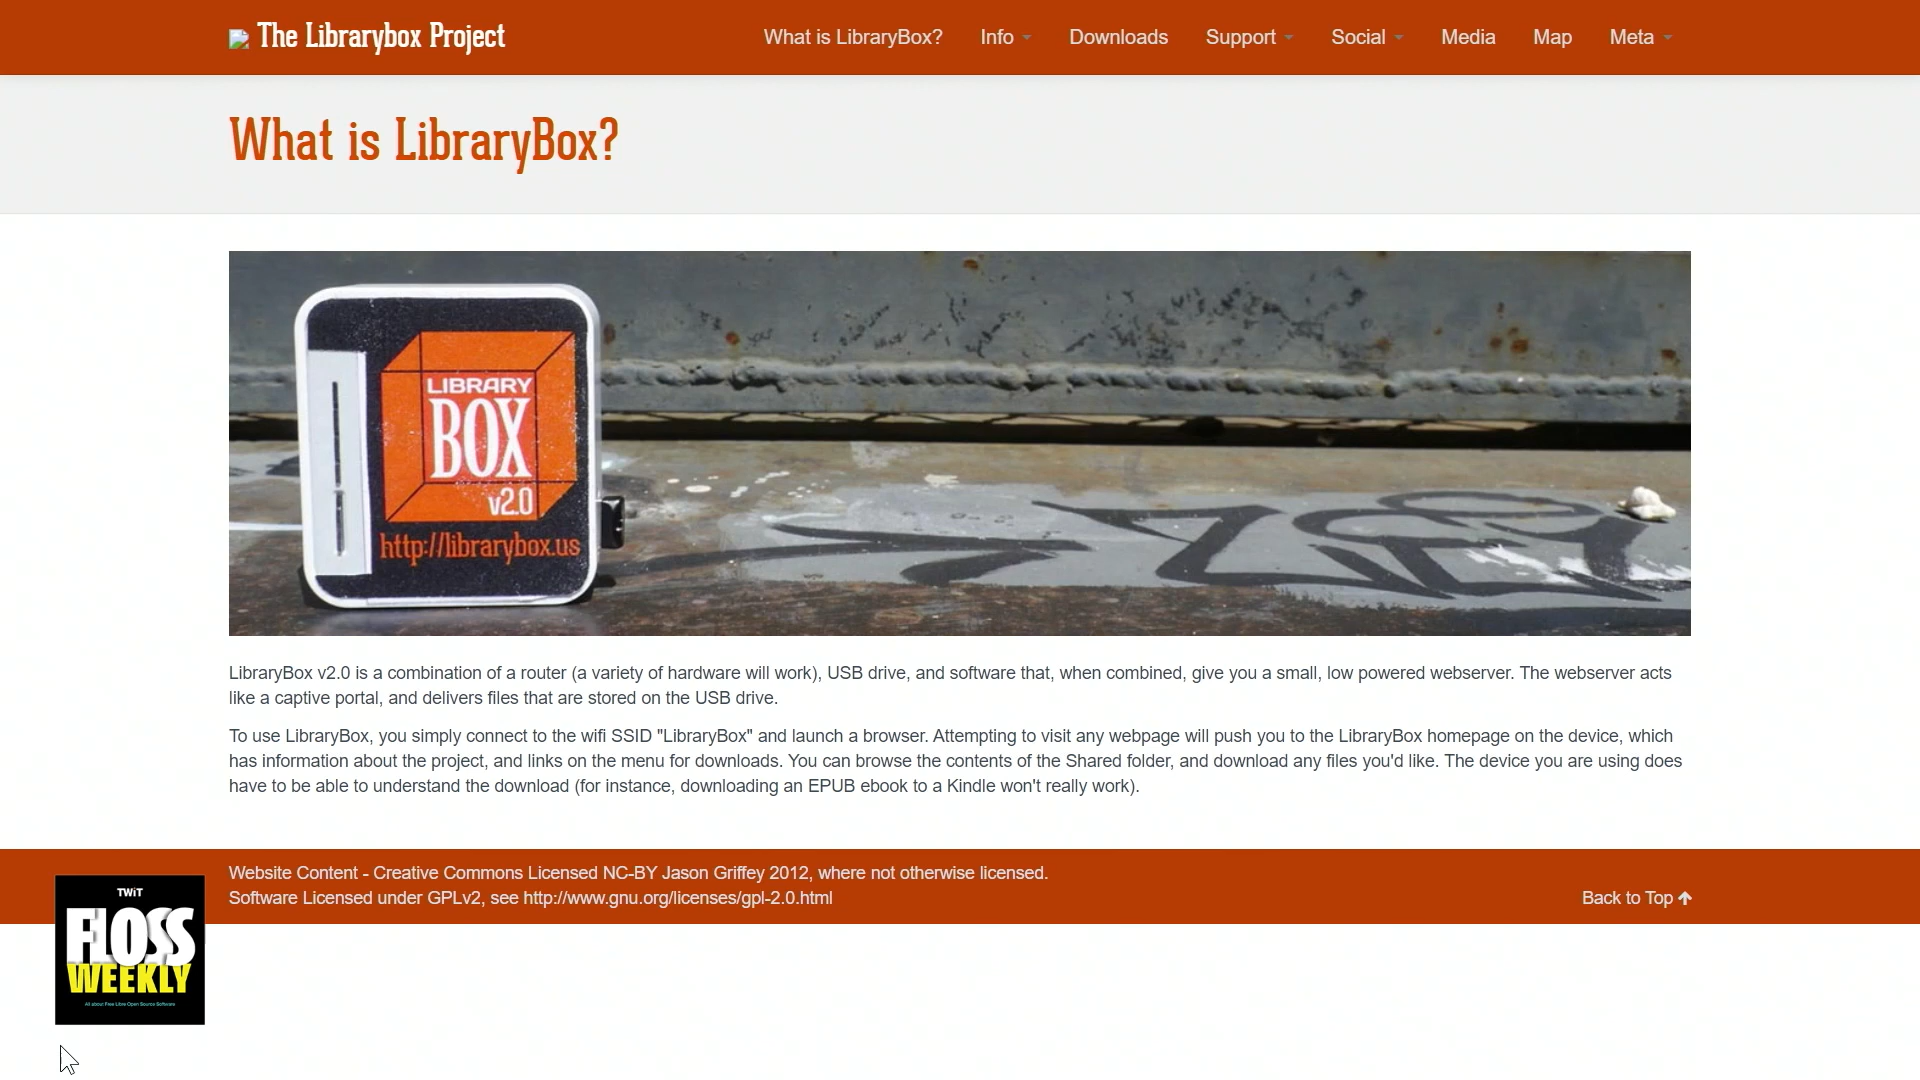 The Librarybox Project
What is LibraryBox? Info Downloads Support Social Media Map Meta
What is LibraryBox?
LIBRARY
BOX
v2.0
http://librarybox.us
LibraryBox v2.0 is a combination of a router (a variety of hardware will work), USB drive, and software that, when combined, give you a small, low powered webserver. The webserver acts
like a captive portal, and delivers files that are stored on the USB drive.
To use LibraryBox, you simply connect to the wifi SSID "LibraryBox" and launch a browser. Attempting to visit any webpage will push you to the LibraryBox homepage on the device, which
has information about the project, and links on the menu for downloads. You can browse the contents of the Shared folder, and download any files you'd like. The device you are using does
have to be able to understand the download (for instance, downloading an EPUB ebook to a Kindle won't really work).
Website Content - Creative Commons Licensed NC-BY Jason Griffey 2012, where not otherwise licensed.
Software Licensed under GPLv2, see http://www.gnu.org/licenses/gpl-2.0.html
Back to Top
TWiT
FLOSS
WEEKLY
All about Free Libre Open Source Software